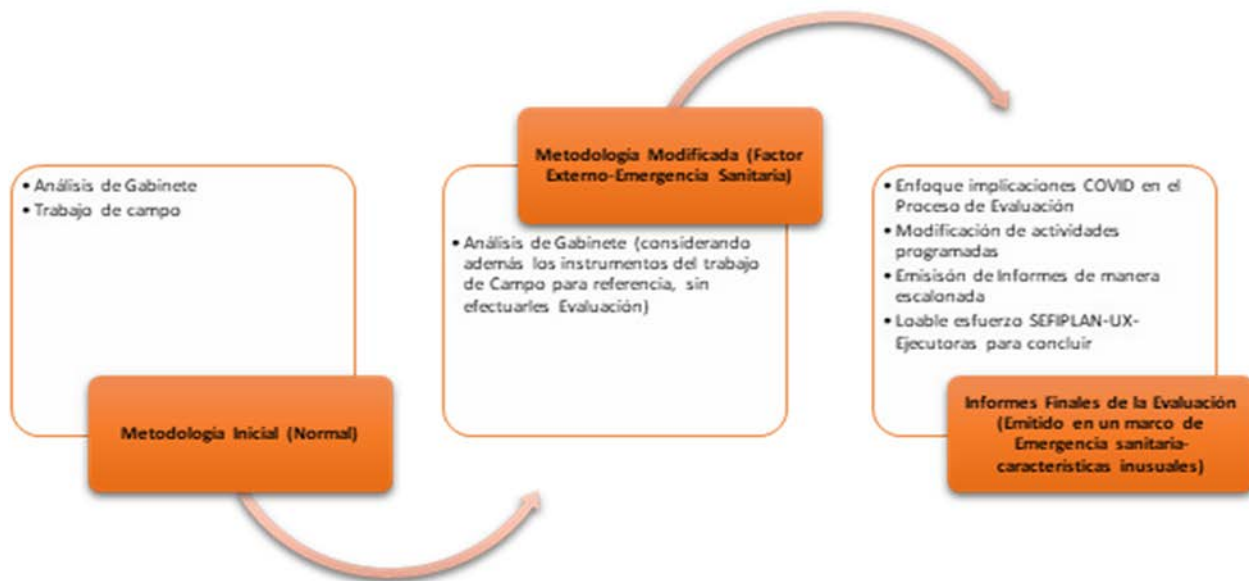 • Análisis de Gabinete
• Trabajo de campo
Metodología Inicial (Normal)
Metodología Modificada (Factor
Externo-Emergencia Sanitaria)
• Análisis de Gabinete (considerando
además los instrumentos del trabajo
de Campo para referencia, sin
efectuarles Evaluación)
• Enfoque implicaciones COVID en el
Proceso de Evaluación
• Modificación de actividades
programadas
• Emisisón de Informes de manera
escalonada
• Loable esfuerzo SEFIPLAN-UX-
Ejecutoras para concluir
Informes Finales de la Evaluación
(Emitido en un marco de
Emergencia sanitaria-
características inusuales)